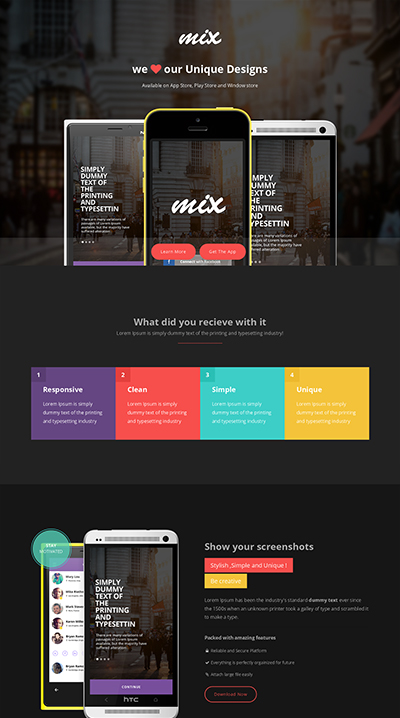 mix
we our Unique Designs
Available on App Store, Play Store and Window store
SIMPLY
DUMMY
TEXT OF
THE
PRINTING
AND
TYPESETTIN
There are many variations of
passages of Lorem Ipsum
available, but the majority have
suffered alteration
mix
SIMPLY
DUMMY
TEXT OF
THE
PRINTING
AND
TYPESETTIN
There are many variations of
passages of Lorem Ipsum
available, but the majority have
suffered alteration
Learn More
Get The App
Connect with Facebook
What did you recieve with it
Lorem Ipsum is simply dummy text of the printing and typesetting industry!
1
Responsive
Lorem Ipsum is simply
dummy text of the printing
and typesetting industry
2
Clean
Lorem Ipsum is simply
dummy text of the printing
and typesetting industry
3
Simple
Lorem Ipsum is simply
dummy text of the printing
and typesetting industry
4
Unique
Lorem Ipsum is simply
dummy text of the printing
and typesetting industry
STAY
MOTIVATED
Mary Lou
SIMPLY
DUMMY
TEXT OF
THE
PRINTING
AND
TYPESETTIN
There are many variations of
passages of Lorem Ipsum
available, but the majority have
suffered alteration
CONTINUE
hTC
Show your screenshots
Stylish ,Simple and Unique !
Be creative
Lorem Ipsum has been the industry's standard dummy text ever since
the 1500s when an unknown printer took a galley of type and scrambled it
to make a type.
Packed with amazing features
Reliable and Secure Platform
Everything is perfectly organized for future
Attach large file easily
Download Now